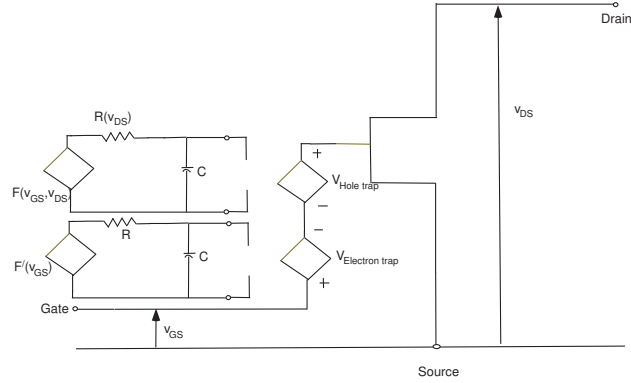 Drain
R(vDS)
vDS
C
+
VHole trap
F(vGS,vDS
−
−
R
C
VElectron trap
F/(vGS)
+
Gate
vGS
Source